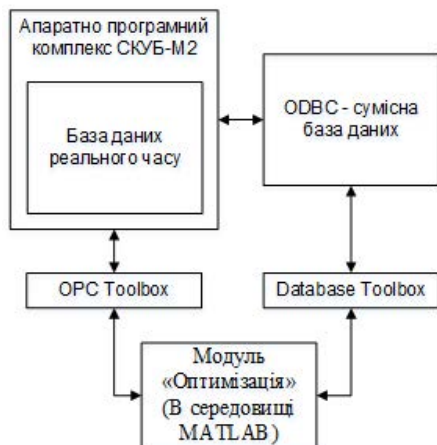 Апаратно програмний
комплекс СКУБ-М2
База даних
реального часу
ODBC - сумісна
база даних
OPC Toolbox
Database Toolbox
Модуль
«Оптимізація»
(В середовищі
MATLAB)